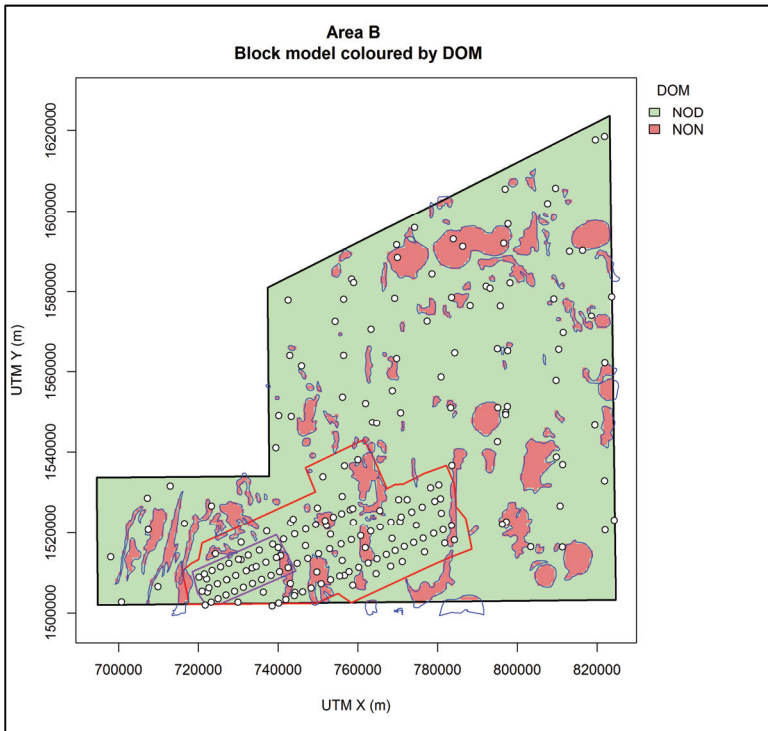 Area B
Block model coloured by DOM
DOM
NOD
NON
UTM Y (m)
1620000
1600000
1580000
1560000
1540000
1520000
1500000
700000 720000 740000 760000 780000 800000 820000
UTM X (m)